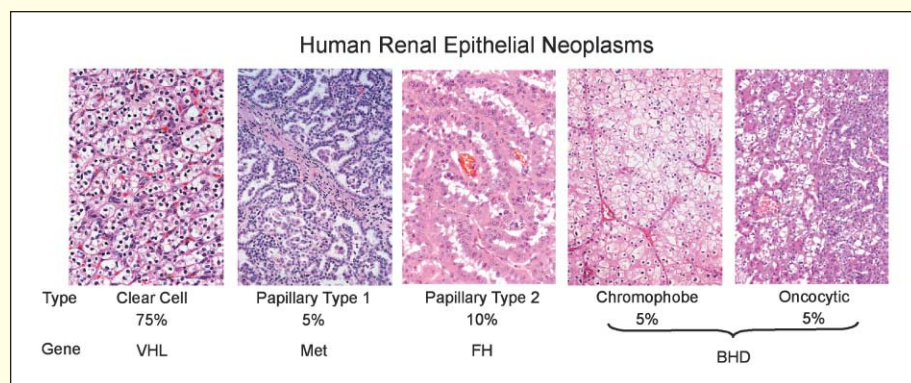 Human Renal Epithelial Neoplasms
Type Clear Cell Papillary Type 1 Papillary Type 2 Chromophobe Oncocytic
75% 5% 10% 5% 5%
Gene VHL Met FH BHD